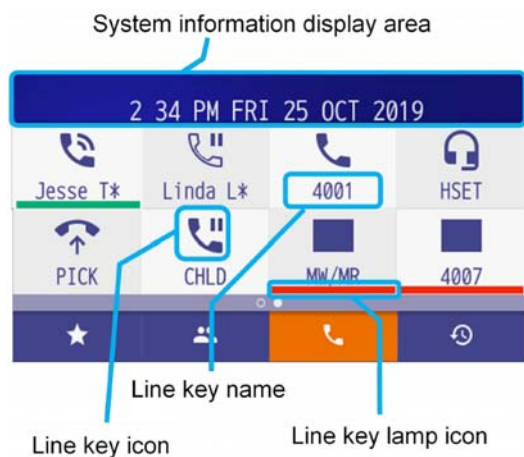 System information display area
2 34 PM FRI 25 OCT 2019
Jesse T* Linda L* 4001 HSET
PICK CHLD MW/MR 4007
Line key name
Line key icon
Line key lamp icon